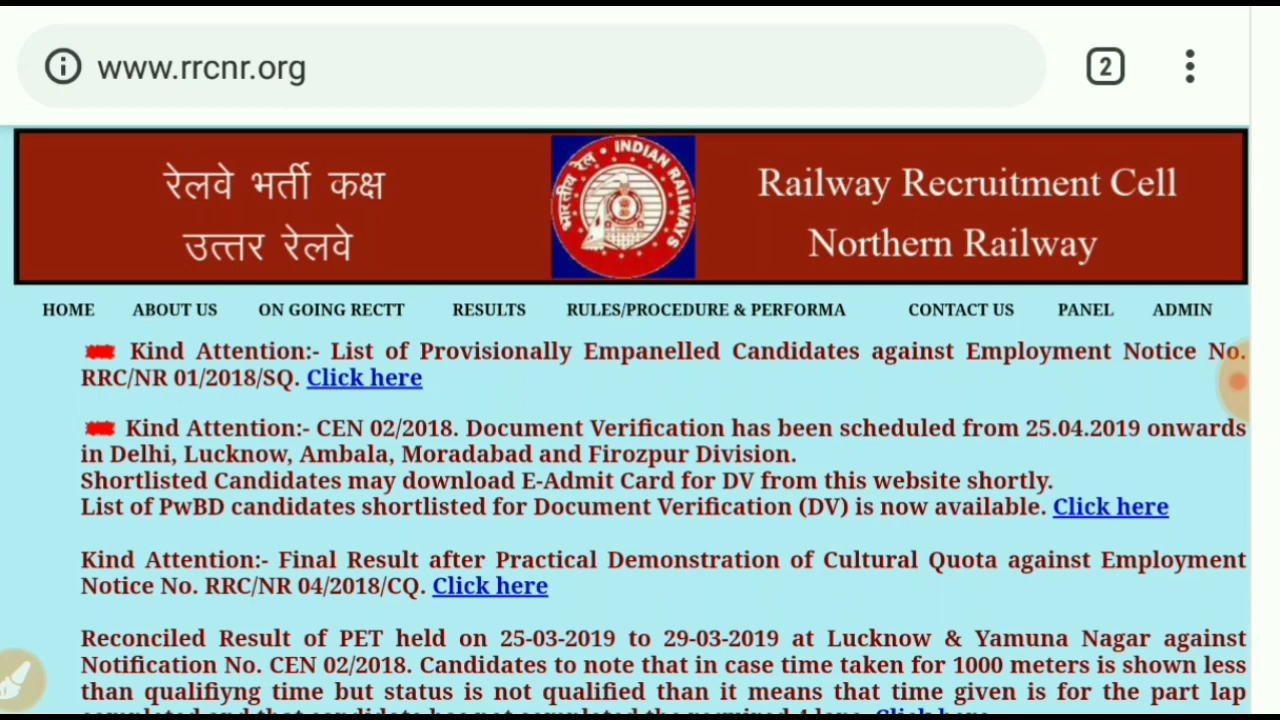 www.rrcnr.org
2
रेलवे भर्ती कक्ष
उत्तर रेलवे
भारतीय रेल • INDIAN RAILWAYS
Railway Recruitment Cell
Northern Railway
HOME ABOUT US ON GOING RECTT RESULTS RULES/PROCEDURE & PERFORMA CONTACT US PANEL ADMIN
Kind Attention:- List of Provisionally Empanelled Candidates against Employment Notice No.
RRC/NR 01/2018/SQ. Click here
Kind Attention:- CEN 02/2018. Document Verification has been scheduled from 25.04.2019 onwards
in Delhi, Lucknow, Ambala, Moradabad and Firozpur Division.
Shortlisted Candidates may download E-Admit Card for DV from this website shortly.
List of PwBD candidates shortlisted for Document Verification (DV) is now available. Click here
Kind Attention:- Final Result after Practical Demonstration of Cultural Quota against Employment
Notice No. RRC/NR 04/2018/CQ. Click here
Reconciled Result of PET held on 25-03-2019 to 29-03-2019 at Lucknow & Yamuna Nagar against
Notification No. CEN 02/2018. Candidates to note that in case time taken for 1000 meters is shown less
than qualifiyng time but status is not qualified than it means that time given is for the part lap